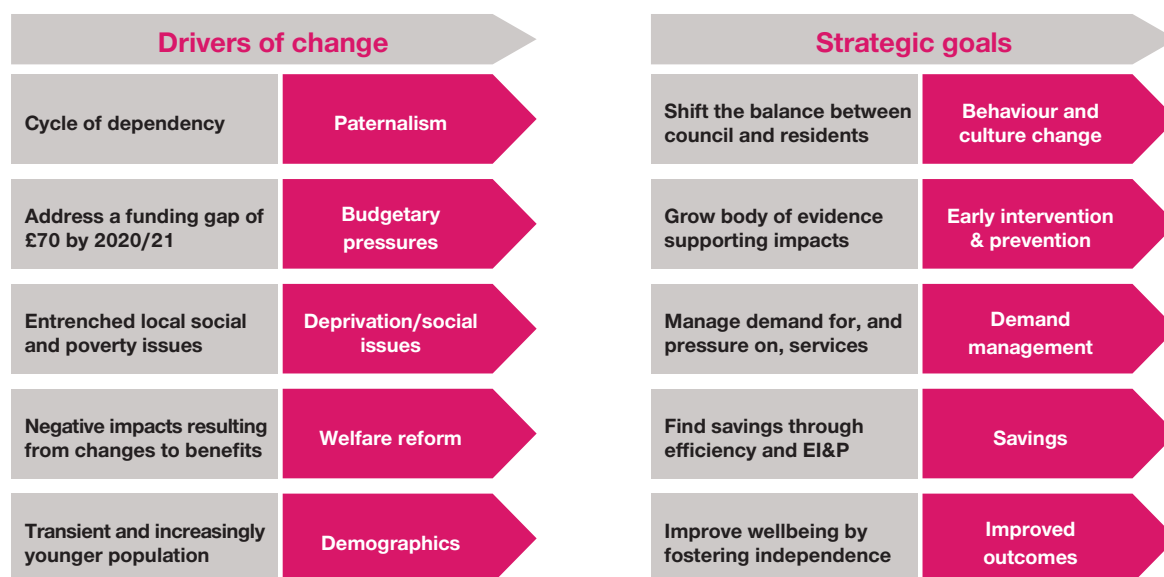 Drivers of change
Cycle of dependency
Paternalism
Address a funding gap of
£70 by 2020/21
Budgetary
pressures
Entrenched local social
and poverty issues
Deprivation/social
issues
Negative impacts resulting
from changes to benefits
Welfare reform
Transient and increasingly
younger population
Demographics
Strategic goals
Shift the balance between
council and residents
Behaviour and
culture change
Grow body of evidence
supporting impacts
Early intervention
& prevention
Manage demand for, and
pressure on, services
Demand
management
Find savings through
efficiency and EI&P
Savings
Improve wellbeing by
fostering independence
Improved
outcomes